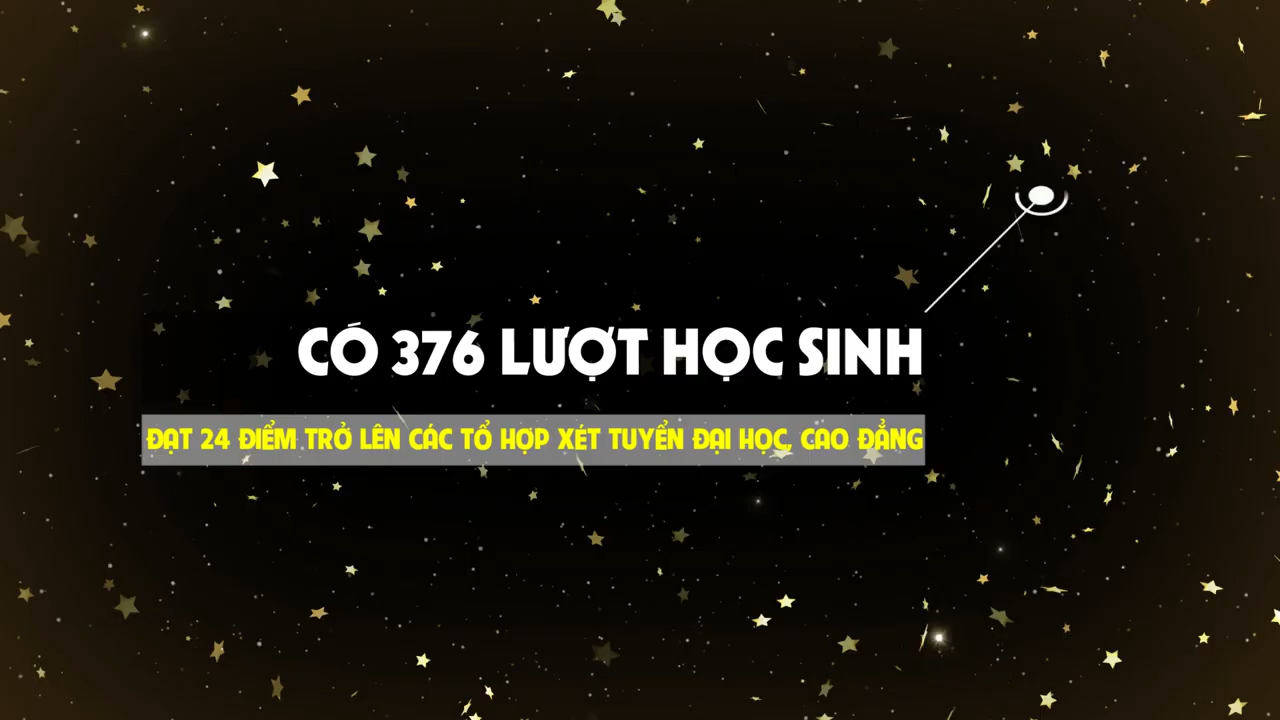 CÓ 376 LƯỢT HỌC SINH
ĐẠT 24 ĐIỂM TRỞ LÊN CÁC TỔ HỢP XÉT TUYỂN ĐẠI HỌC, CAO ĐẲNG